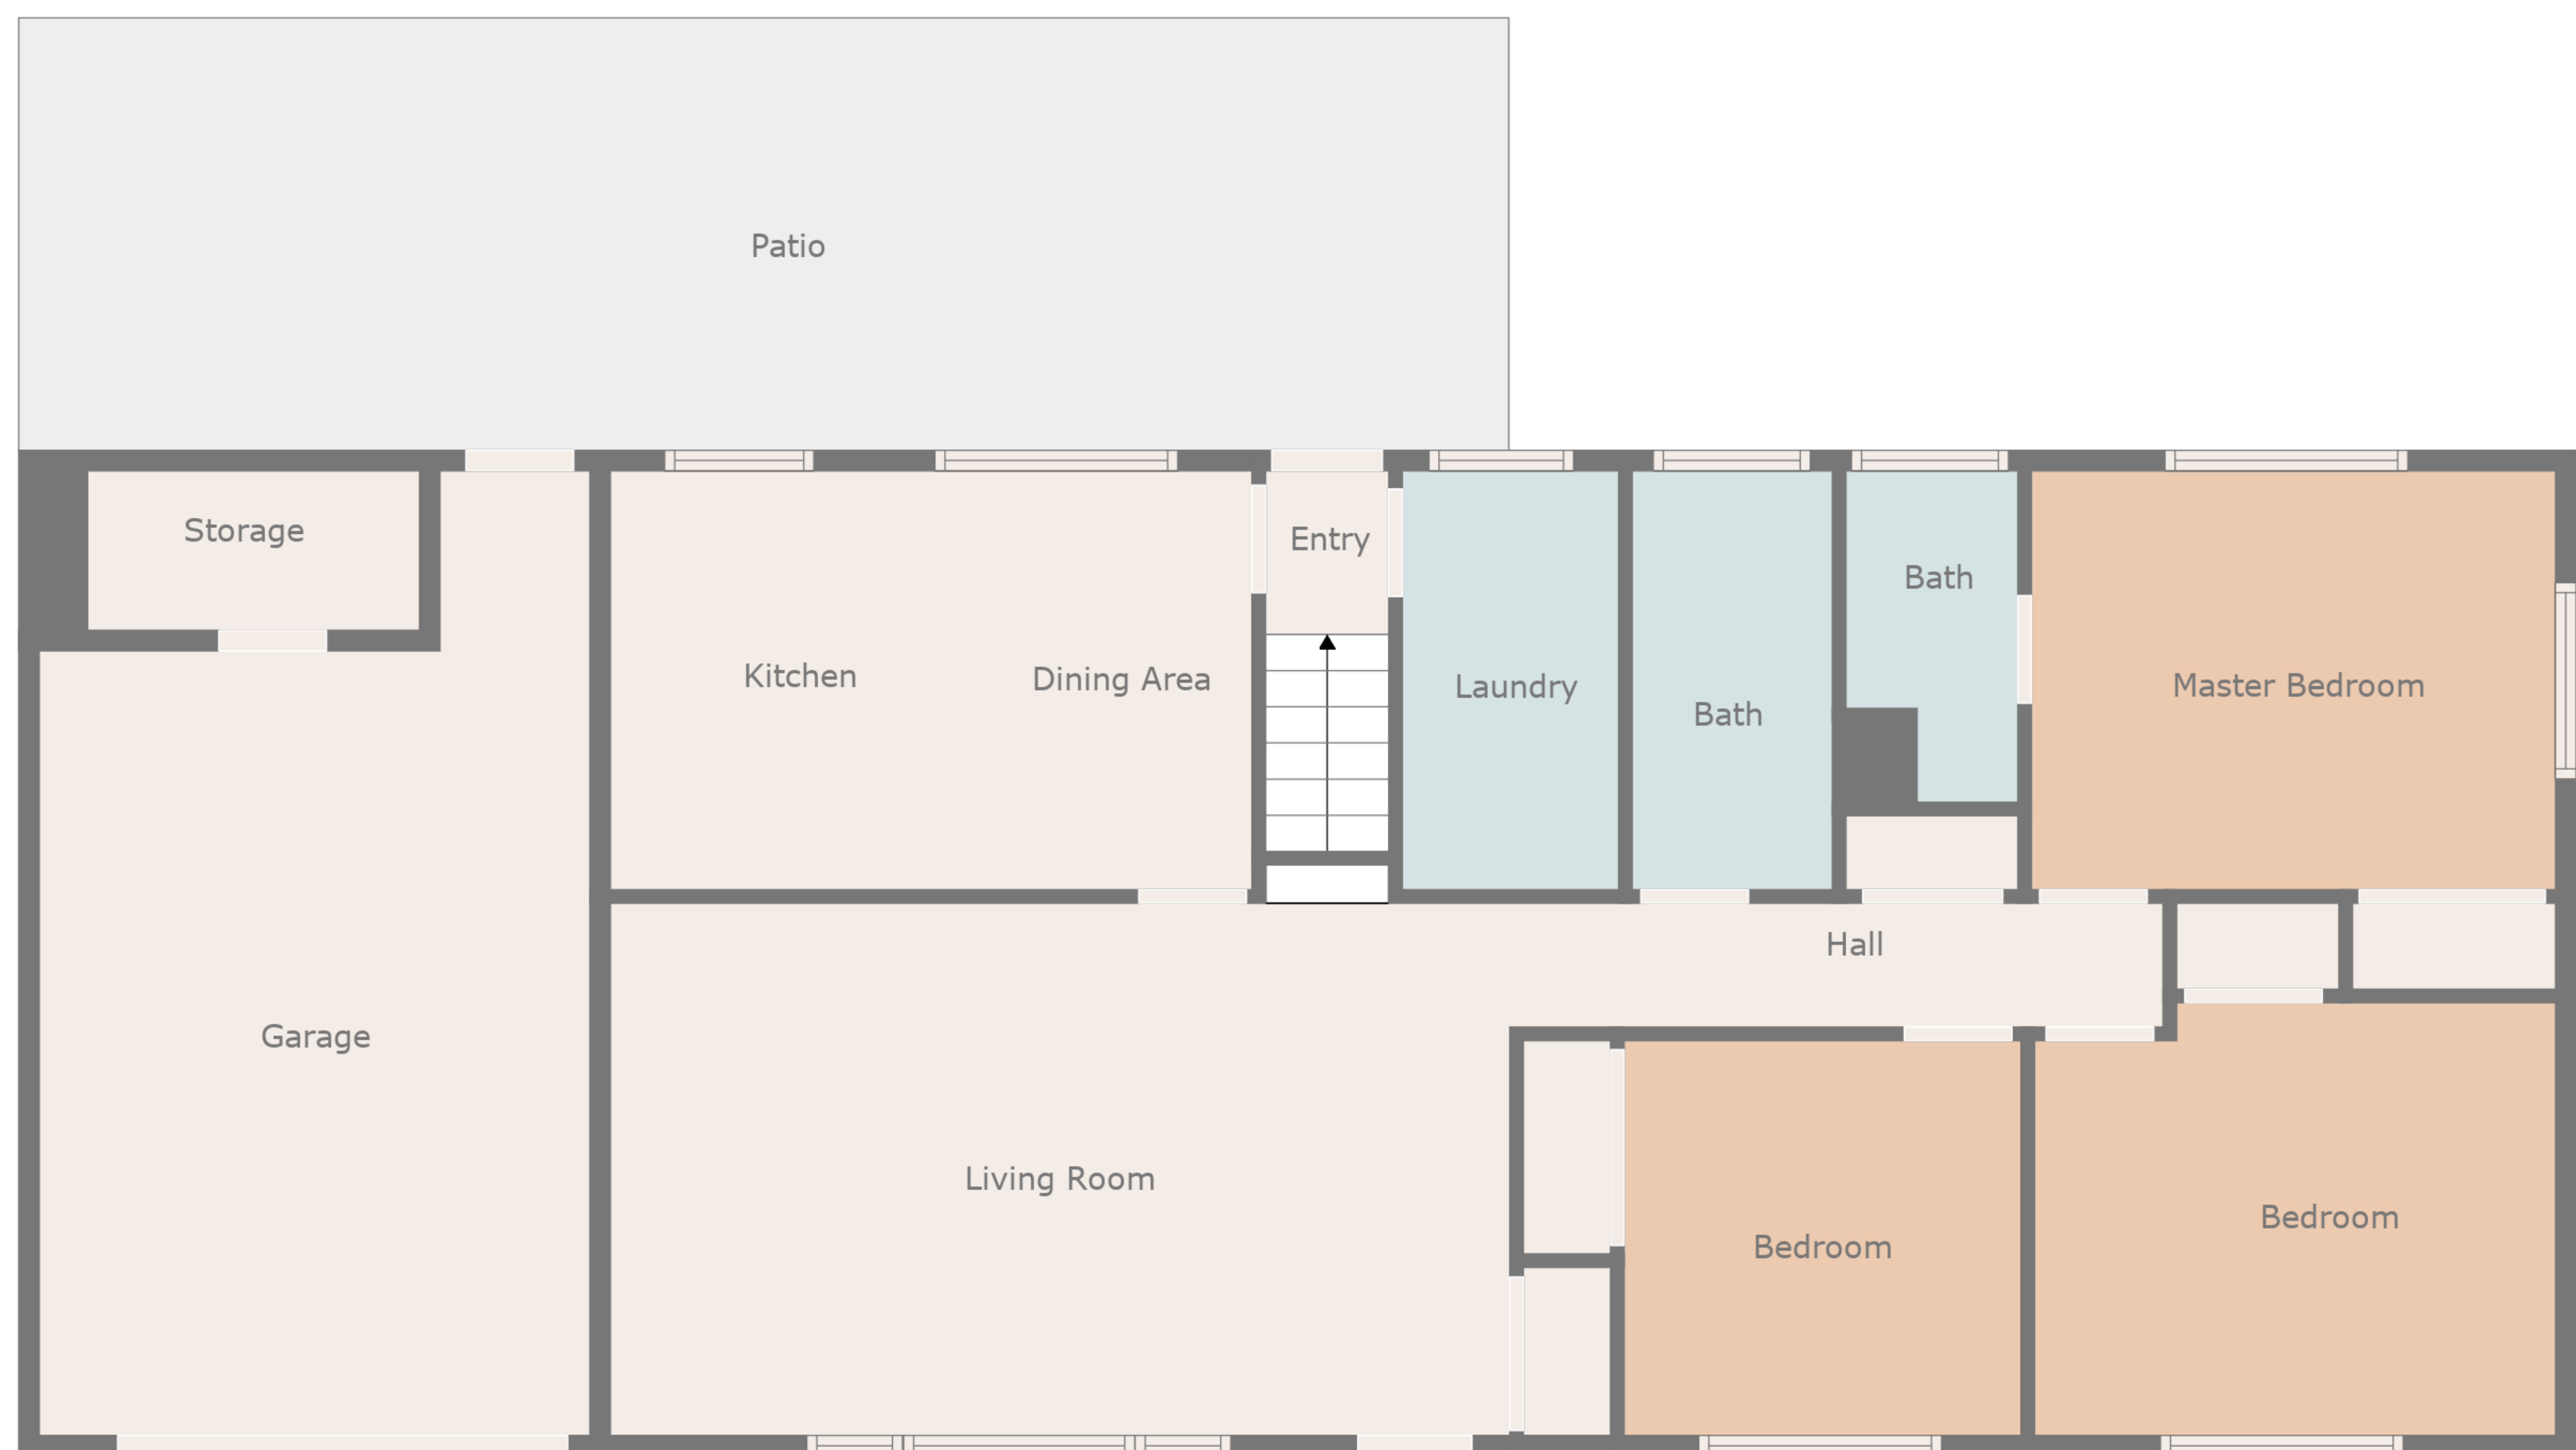 Patio
Storage
Entry
Bath
Kitchen
Dining Area
Laundry
Bath
Master Bedroom
Hall
Garage
Living Room
Bedroom
Bedroom